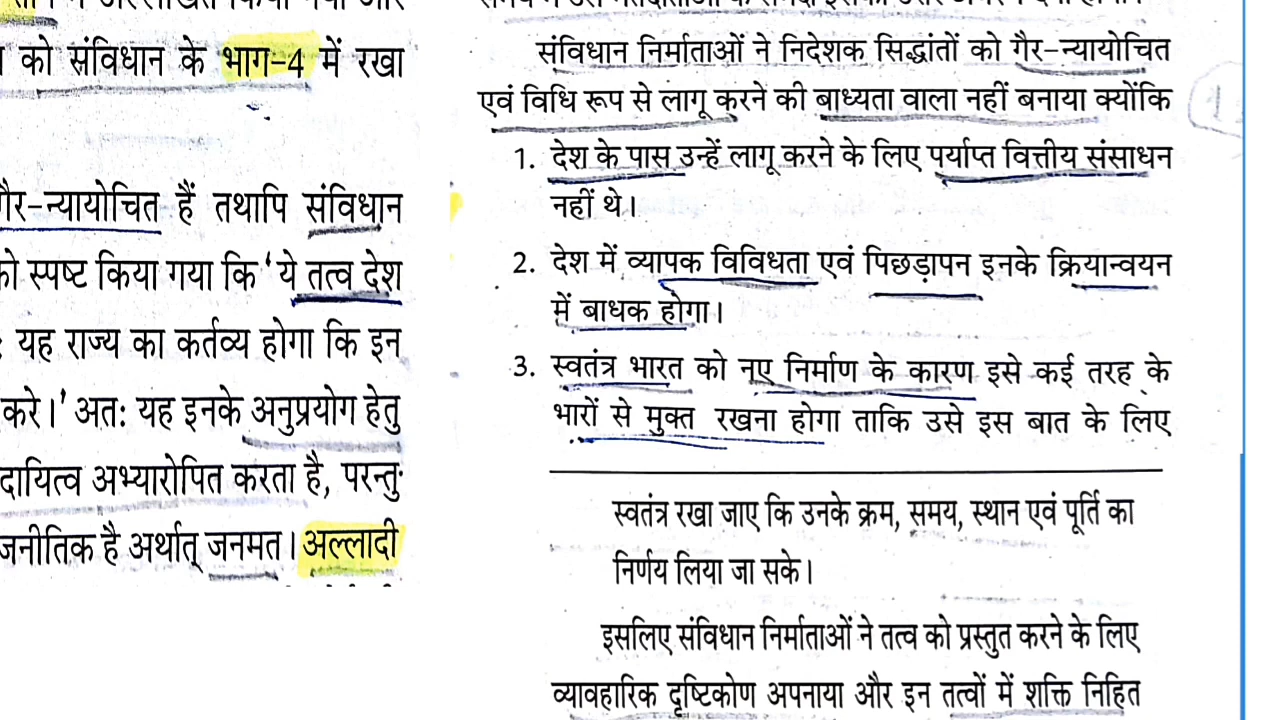 को संविधान के भाग-4 में रखा
गैर-न्यायोचित हैं तथापि संविधान
स्पष्ट किया गया कि 'ये तत्व देश
यह राज्य का कर्तव्य होगा कि इन
करे।' अतः यह इनके अनुप्रयोग हेतु
दायित्व अभ्यारोपित करता है, परन्तु
है अर्थात् जनमत। अल्लादी
संविधान निर्माताओं ने निदेशक सिद्धांतों को गैर-न्यायोचित
एवं विधि रूप से लागू करने की बाध्यता वाला नहीं बनाया क्योंकि
1. देश के पास उन्हें लागू करने के लिए पर्याप्त वित्तीय संसाधन
नहीं थे।
2. देश में व्यापक विविधता एवं पिछड़ापन इनके क्रियान्वयन
में बाधक होगा।
3. स्वतंत्र भारत को नए निर्माण के कारण इसे कई तरह के
भारों से मुक्त रखना होगा ताकि उसे इस बात के लिए
स्वतंत्र रखा जाए कि उनके क्रम, समय, स्थान एवं पूर्ति का
निर्णय लिया जा सके।
इसलिए संविधान निर्माताओं ने तत्व को प्रस्तुत करने के लिए
व्यावहारिक दृष्टिकोण अपनाया और इन तत्वों में शक्ति निहित